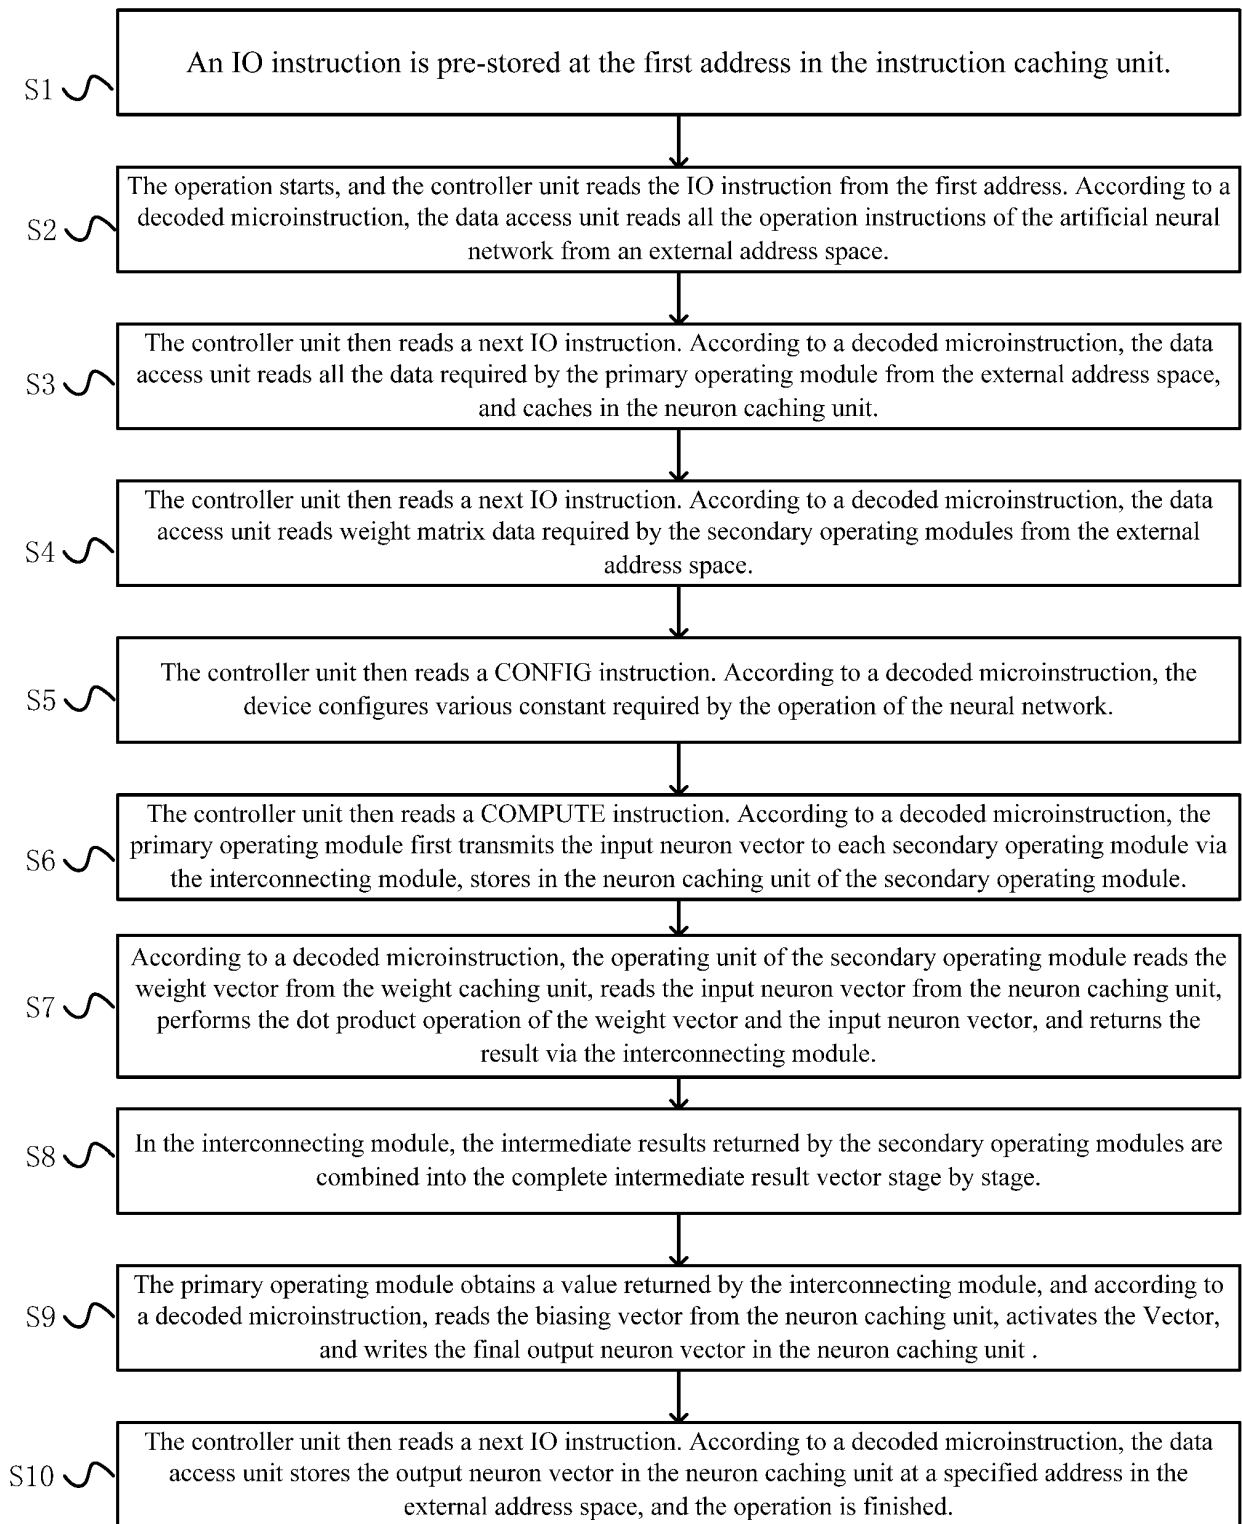 S1
An IO instruction is pre-stored at the first address in the instruction caching unit.
S2
The operation starts, and the controller unit reads the IO instruction from the first address. According to a
decoded microinstruction, the data access unit reads all the operation instructions of the artificial neural
network from an external address space.
S3
The controller unit then reads a next IO instruction. According to a decoded microinstruction, the data
access unit reads all the data required by the primary operating module from the external address space,
and caches in the neuron caching unit.
S4
The controller unit then reads a next IO instruction. According to a decoded microinstruction, the data
access unit reads weight matrix data required by the secondary operating modules from the external
address space.
S5
The controller unit then reads a CONFIG instruction. According to a decoded microinstruction, the
device configures various constant required by the operation of the neural network.
S6
The controller unit then reads a COMPUTE instruction. According to a decoded microinstruction, the
primary operating module first transmits the input neuron vector to each secondary operating module via
the interconnecting module, stores in the neuron caching unit of the secondary operating module.
S7
According to a decoded microinstruction, the operating unit of the secondary operating module reads the
weight vector from the weight caching unit, reads the input neuron vector from the neuron caching unit,
performs the dot product operation of the weight vector and the input neuron vector, and returns the
result via the interconnecting module.
S8
In the interconnecting module, the intermediate results returned by the secondary operating modules are
combined into the complete intermediate result vector stage by stage.
S9
The primary operating module obtains a value returned by the interconnecting module, and according to
a decoded microinstruction, reads the biasing vector from the neuron caching unit, activates the Vector,
and writes the final output neuron vector in the neuron caching unit .
S10
The controller unit then reads a next IO instruction. According to a decoded microinstruction, the data
access unit stores the output neuron vector in the neuron caching unit at a specified address in the
external address space, and the operation is finished.